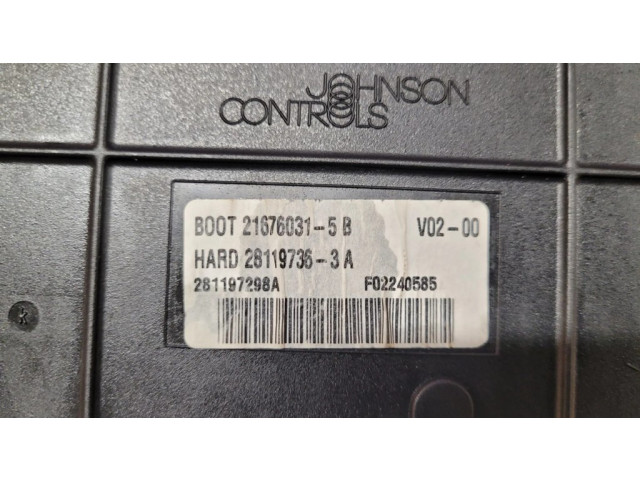 JOHNSON
CONTROLS
BOOT 21676031-5 B V02-00
HARD 28119736-3 A
281197298A F02240585
k